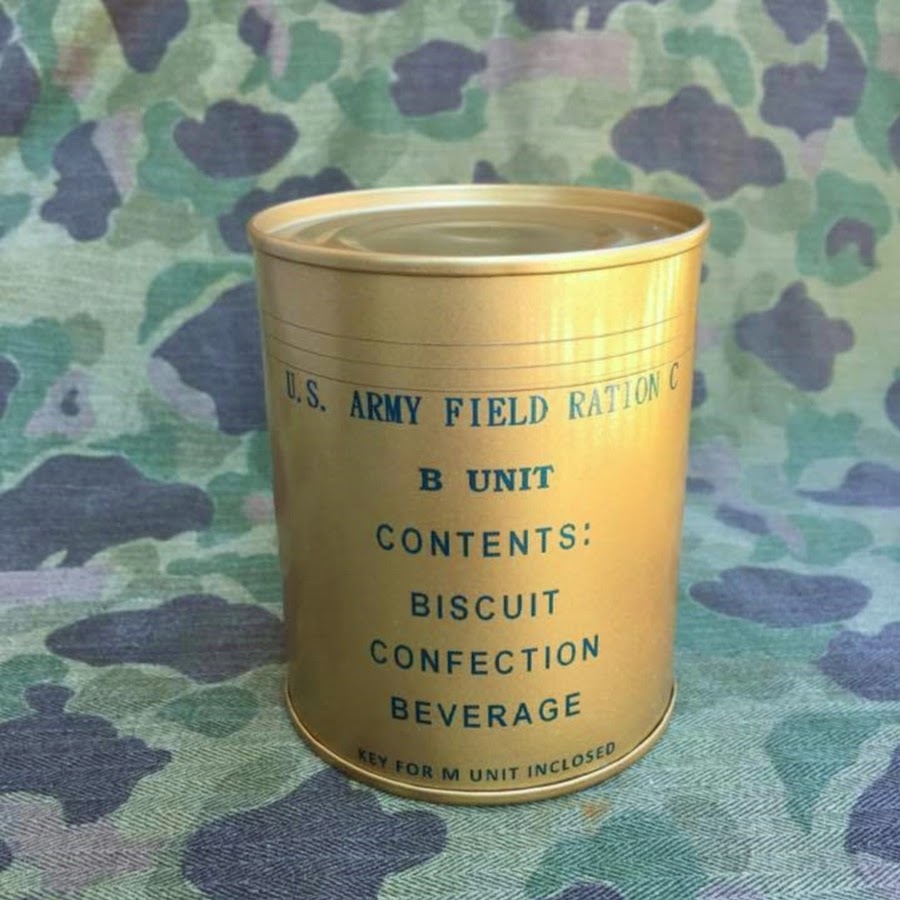 U.S. ARMY FIELD RATION C
B UNIT
CONTENTS:
BISCUIT
CONFECTION
BEVERAGE
KEY FOR M UNIT INCLOSED